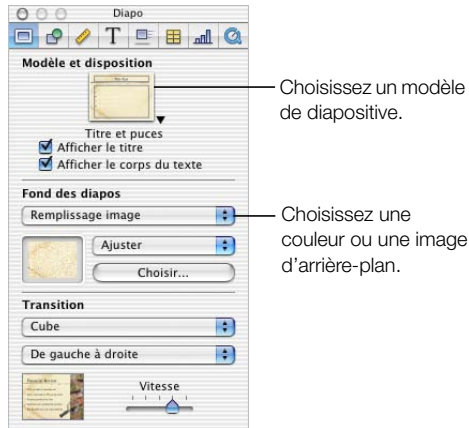 Diapo
Modèle et disposition
Titre et puces
Afficher le titre
Afficher le corps du texte
Choisissez un modèle
de diapositive.
Fond des diapos
Remplissage image
Ajuster
Choisir...
Choisissez une
couleur ou une image
d’arrière-plan.
Transition
Cube
De gauche à droite
Vitesse